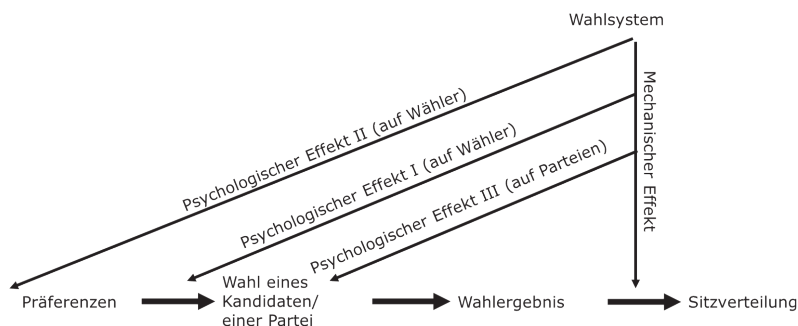 Wahlsystem
Mechanischer Effekt
Psychologischer Effekt II (auf Wähler)
Psychologischer Effekt I (auf Wähler)
Psychologischer Effekt III (auf Parteien)
Präferenzen
Wahl eines
Kandidaten/
einer Partei
Wahlergebnis
Sitzverteilung